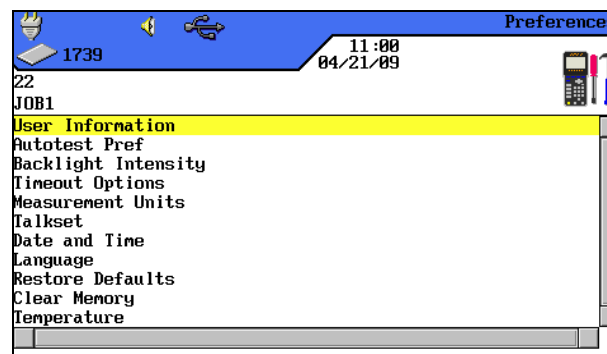 Preference
1739
11:00
04/21/09
22
JOB1
User Information
Autotest Pref
Backlight Intensity
Timeout Options
Measurement Units
Talkset
Date and Time
Language
Restore Defaults
Clear Memory
Temperature